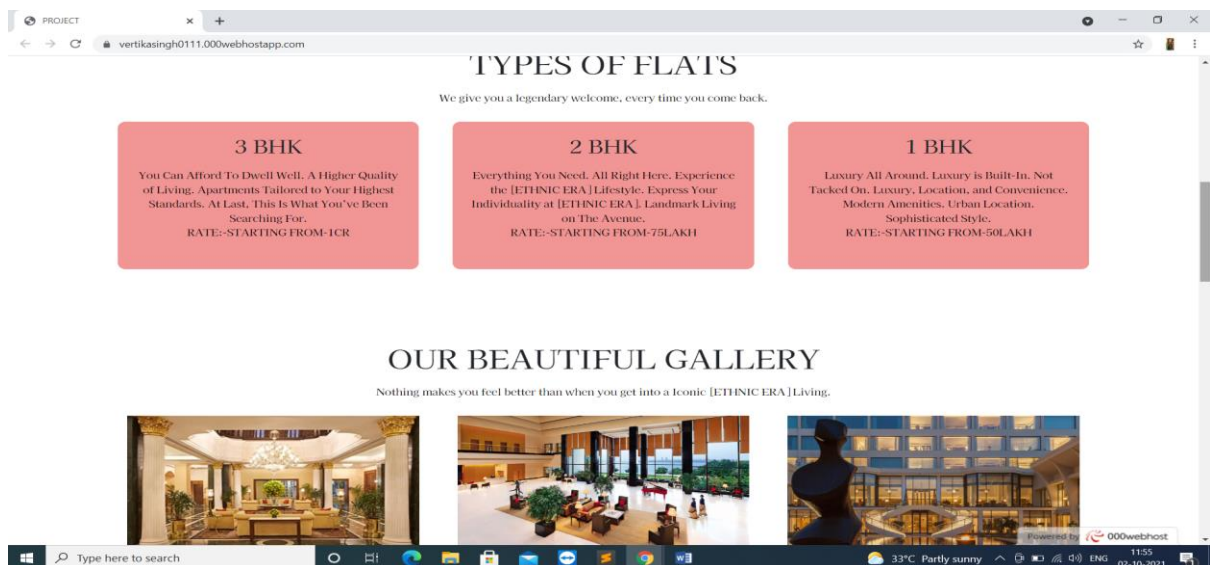 PROJECT
vertikasingh0111.000webhostapp.com
TYPES OF FLATS
We give you a legendary welcome, every time you come back.
3 BHK
You Can Afford To Dwell Well. A Higher Quality
of Living. Apartments Tailored to Your Highest
Standards. At Last, This Is What You've Been
Searching For.
RATE:-STARTING FROM-1CR
2 BHK
Everything You Need. All Right Here. Experience
the [ETHNIC ERA] Lifestyle. Express Your
Individuality at [ETHNIC ERA]. Landmark Living
on The Avenue.
RATE:-STARTING FROM-75LAKH
1 BHK
Luxury All Around. Luxury is Built-In. Not
Tacked On. Luxury, Location, and Convenience.
Modern Amenities. Urban Location.
Sophisticated Style.
RATE:-STARTING FROM-50LAKH
OUR BEAUTIFUL GALLERY
Nothing makes you feel better than when you get into a Iconic [ETHNIC ERA] Living.
Powered by 000webhost
Type here to search
33°C Partly sunny
ENG
11:55
02-10-2021